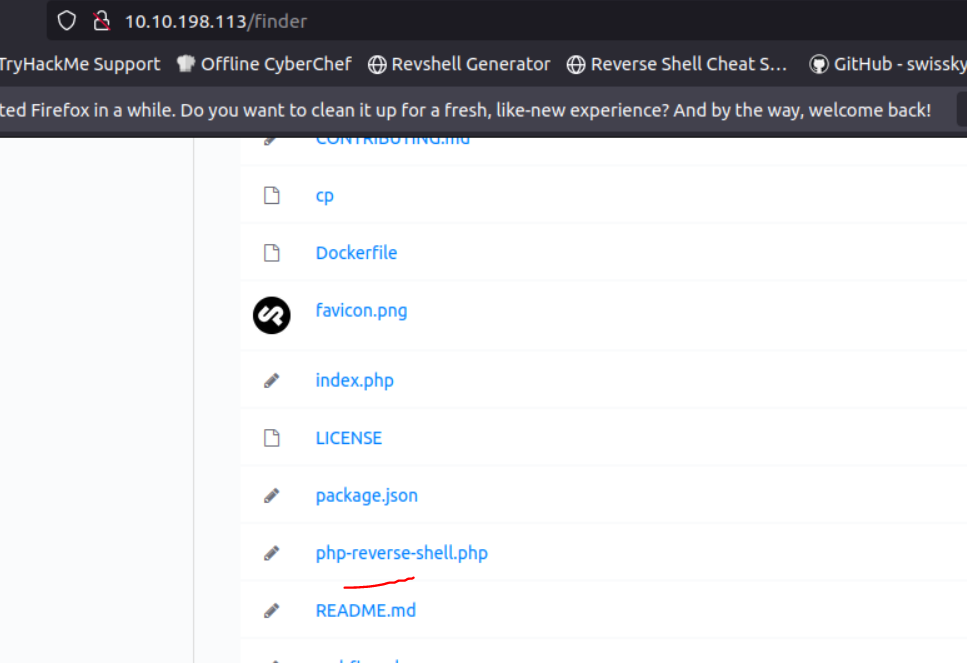 10.10.198.113/finder
TryHackMe Support Offline CyberChef Revshell Generator Reverse Shell Cheat S... GitHub - swissky
ted Firefox in a while. Do you want to clean it up for a fresh, like-new experience? And by the way, welcome back!
CONTRIBUTING.md
cp
Dockerfile
favicon.png
index.php
LICENSE
package.json
php-reverse-shell.php
README.md